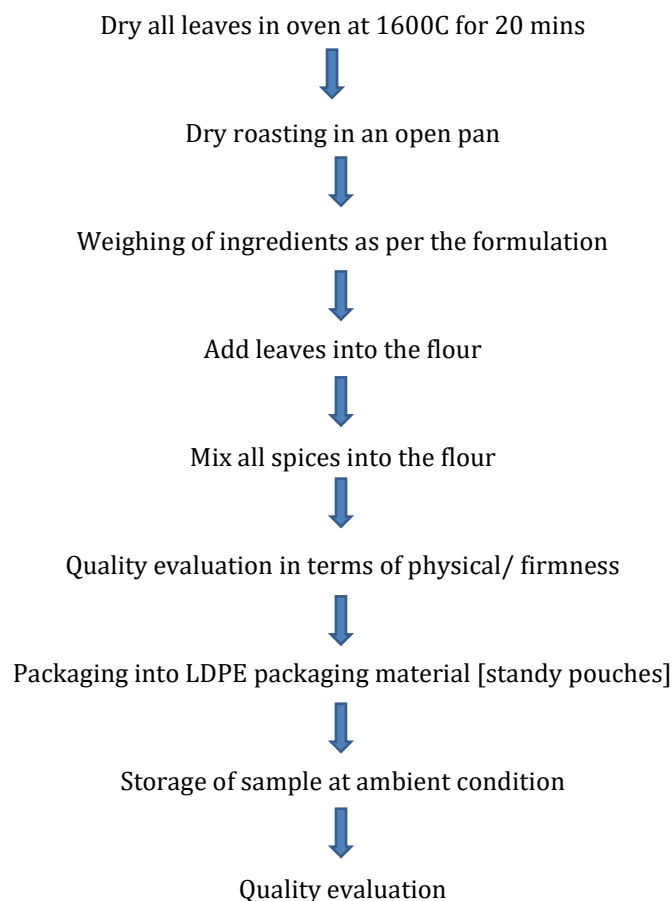 Dry all leaves in oven at 1600C for 20 mins
Dry roasting in an open pan
Weighing of ingredients as per the formulation
Add leaves into the flour
Mix all spices into the flour
Quality evaluation in terms of physical/ firmness
Packaging into LDPE packaging material [standy pouches]
Storage of sample at ambient condition
Quality evaluation